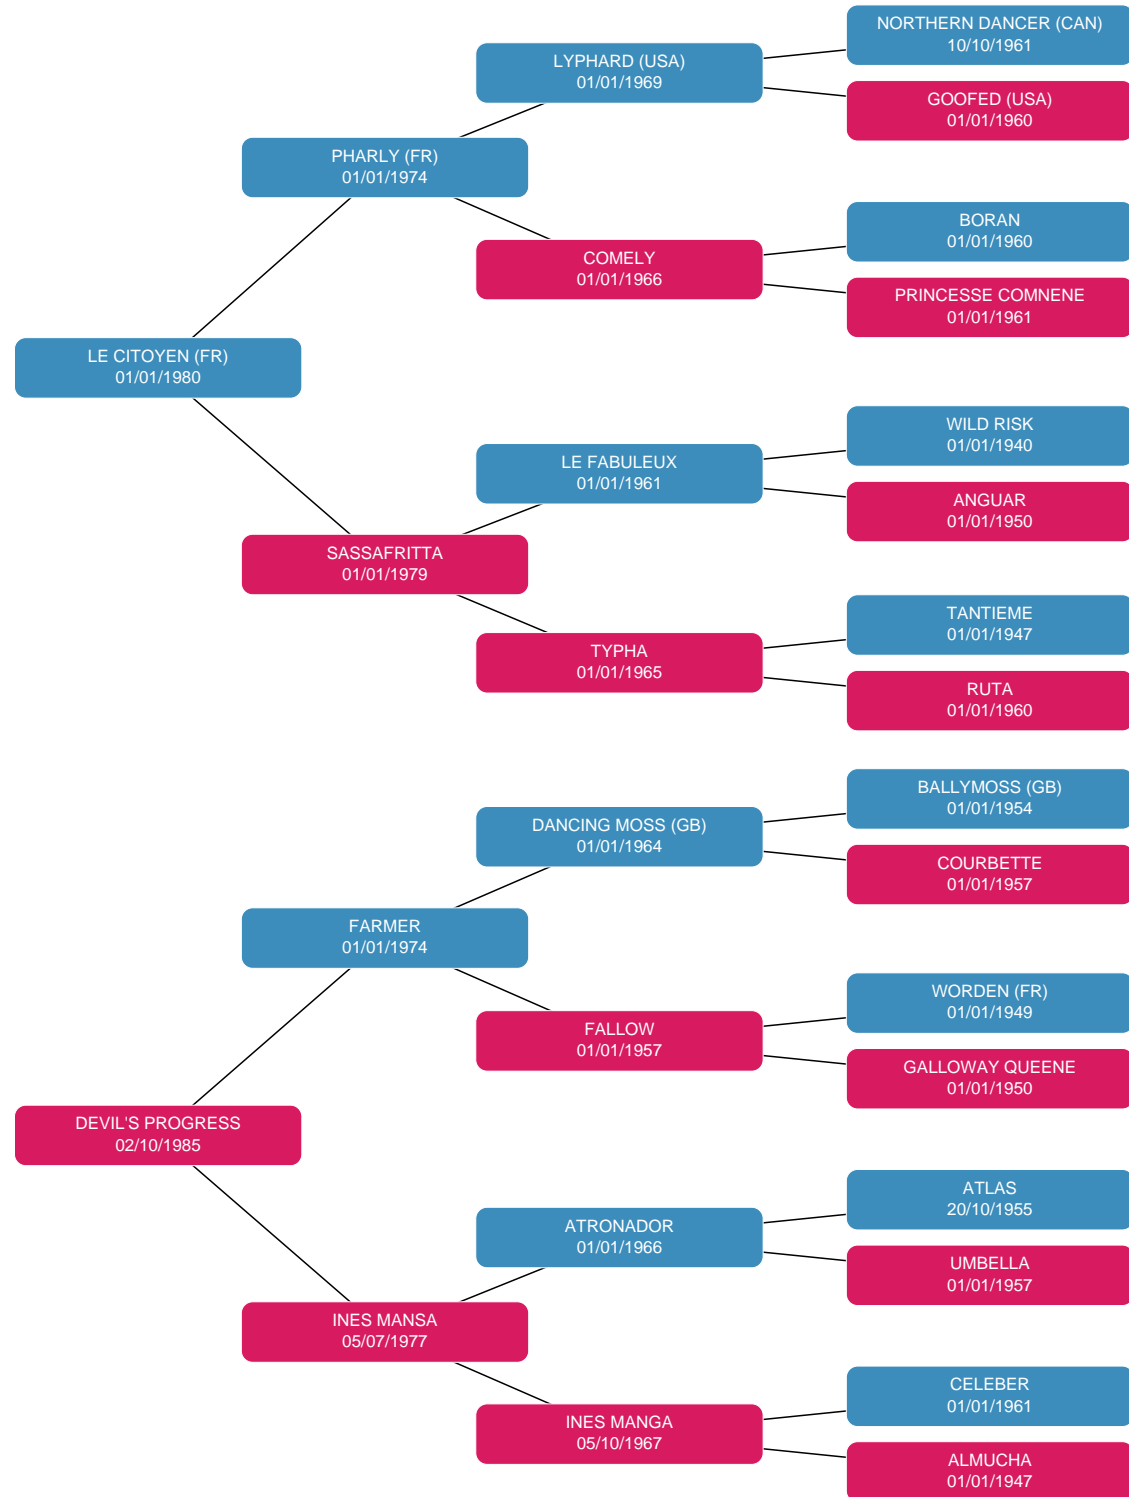 NORTHERN DANCER (CAN)
10/10/1961
LYPHARD (USA)
01/01/1969
GOOFED (USA)
01/01/1960
PHARLY (FR)
01/01/1974
BORAN
01/01/1960
COMELY
01/01/1966
PRINCESSE COMNENE
01/01/1961
LE CITOYEN (FR)
01/01/1980
WILD RISK
01/01/1940
LE FABULEUX
01/01/1961
ANGUAR
01/01/1950
SASSAFRITTA
01/01/1979
TANTIEME
01/01/1947
TYPHA
01/01/1965
RUTA
01/01/1960
BALLYMOSS (GB)
01/01/1954
DANCING MOSS (GB)
01/01/1964
COURBETTE
01/01/1957
FARMER
01/01/1974
WORDEN (FR)
01/01/1949
FALLOW
01/01/1957
GALLOWAY QUEENE
01/01/1950
DEVIL'S PROGRESS
02/10/1985
ATLAS
20/10/1955
ATRONADOR
01/01/1966
UMBELLA
01/01/1957
INES MANSA
05/07/1977
CELEBER
01/01/1961
INES MANGA
05/10/1967
ALMUCHA
01/01/1947